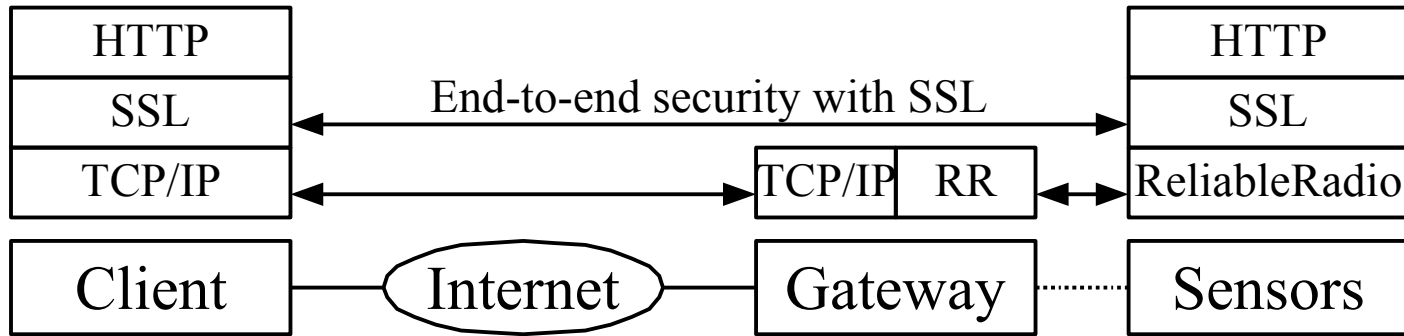 HTTP
HTTP
End-to-end security with SSL
SSL
SSL
TCP/IP
TCP/IP
RR
ReliableRadio
Client
Internet
Gateway
Sensors